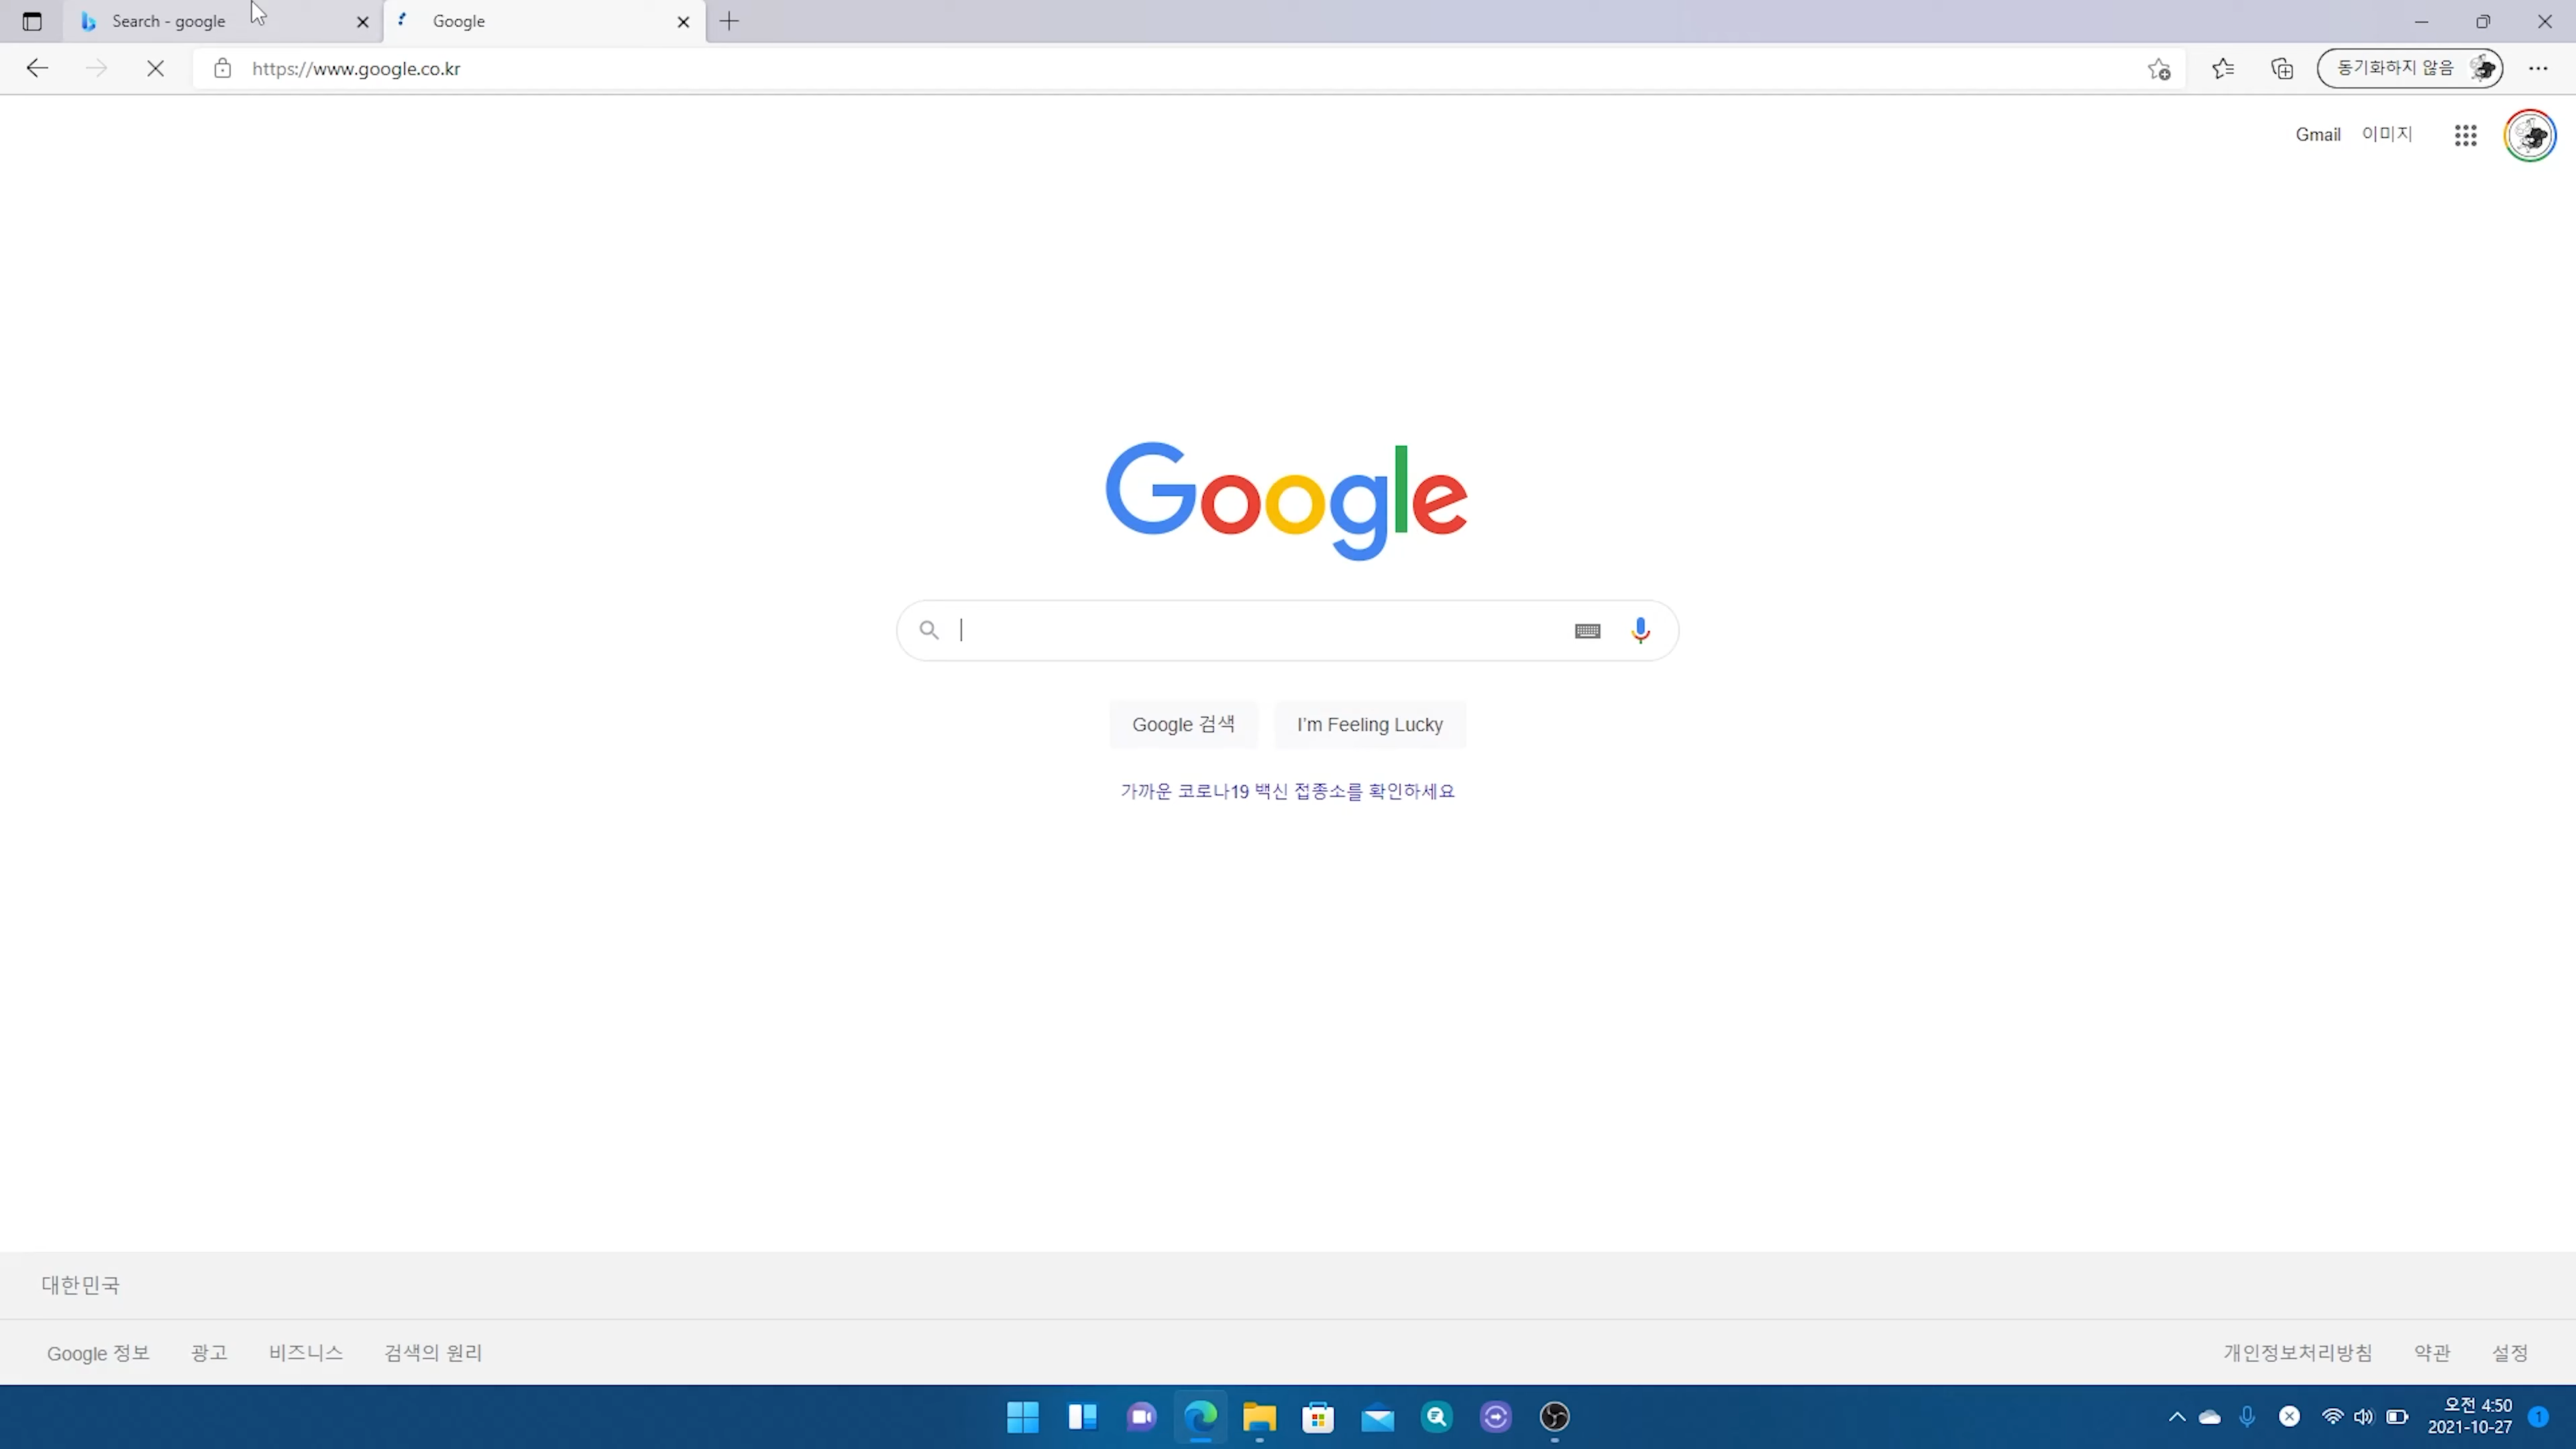 Search - google
Google
https://www.google.co.kr
동기화하지 않음
Gmail 이미지
Google
Google 검색
I'm Feeling Lucky
가까운 코로나19 백신 접종소를 확인하세요
대한민국
Google 정보 광고 비즈니스 검색의 원리
개인정보처리방침 약관 설정
오전 4:50
2021-10-27
1